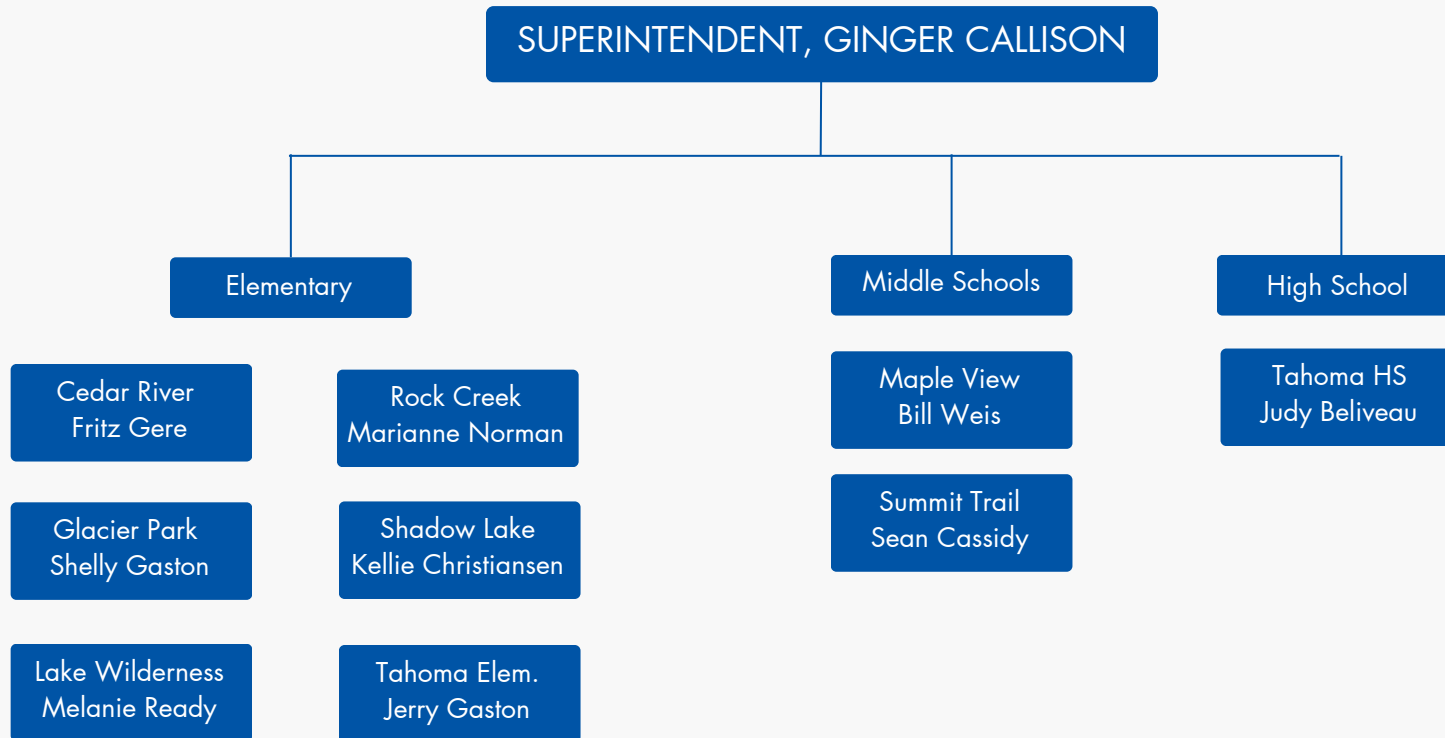 SUPERINTENDENT, GINGER CALLISON
Elementary
Middle Schools
High School
Cedar River
Fritz Gere
Rock Creek
Marianne Norman
Maple View
Bill Weis
Tahoma HS
Judy Beliveau
Glacier Park
Shelly Gaston
Shadow Lake
Kellie Christiansen
Summit Trail
Sean Cassidy
Lake Wilderness
Melanie Ready
Tahoma Elem.
Jerry Gaston